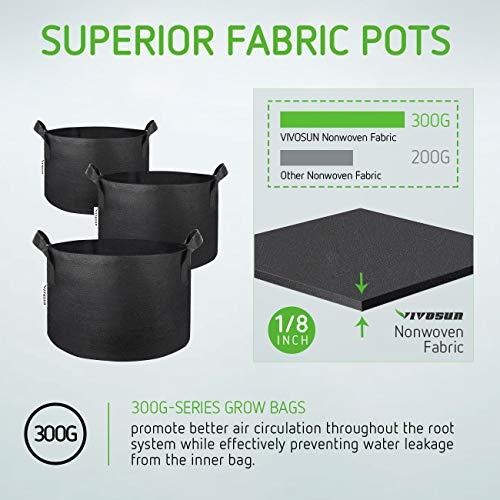 SUPERIOR FABRIC POTS
300G
VIVOSUN Nonwoven Fabric
200G
Other Nonwoven Fabric
1/8
INCH
VIVOSUN
Nonwoven
Fabric
300G
300G-SERIES GROW BAGS
promote better air circulation throughout the root
system while effectively preventing water leakage
from the inner bag.